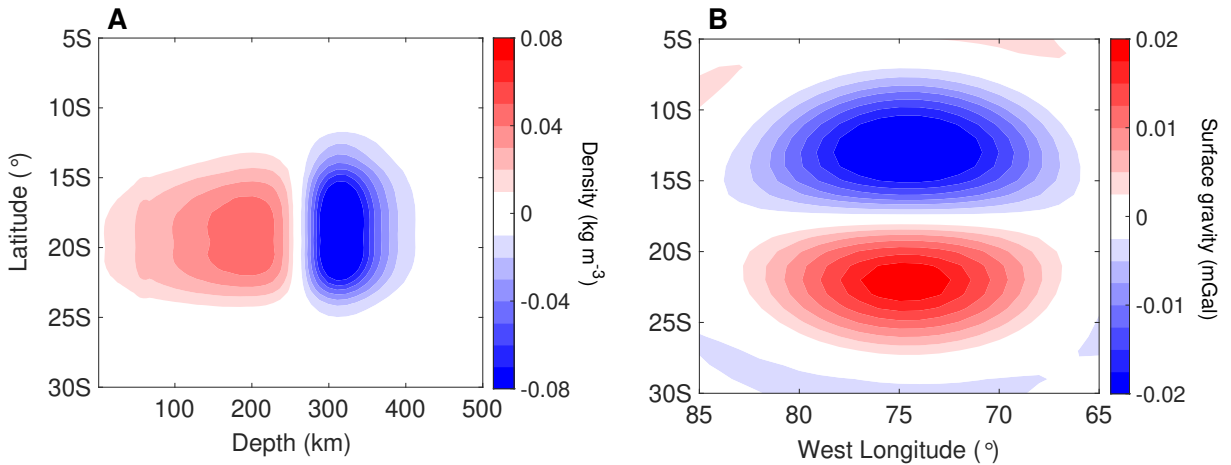 A
5S
10S
15S
20S
25S
30S
Latitude (°)
100
200
300
400
500
Depth (km)
0.08
0.04
0
-0.04
-0.08
Density (kg m-3)
B
5S
10S
15S
20S
25S
30S
85
80
75
70
65
West Longitude (°)
0.02
0.01
0
-0.01
-0.02
Surface gravity (mGal)